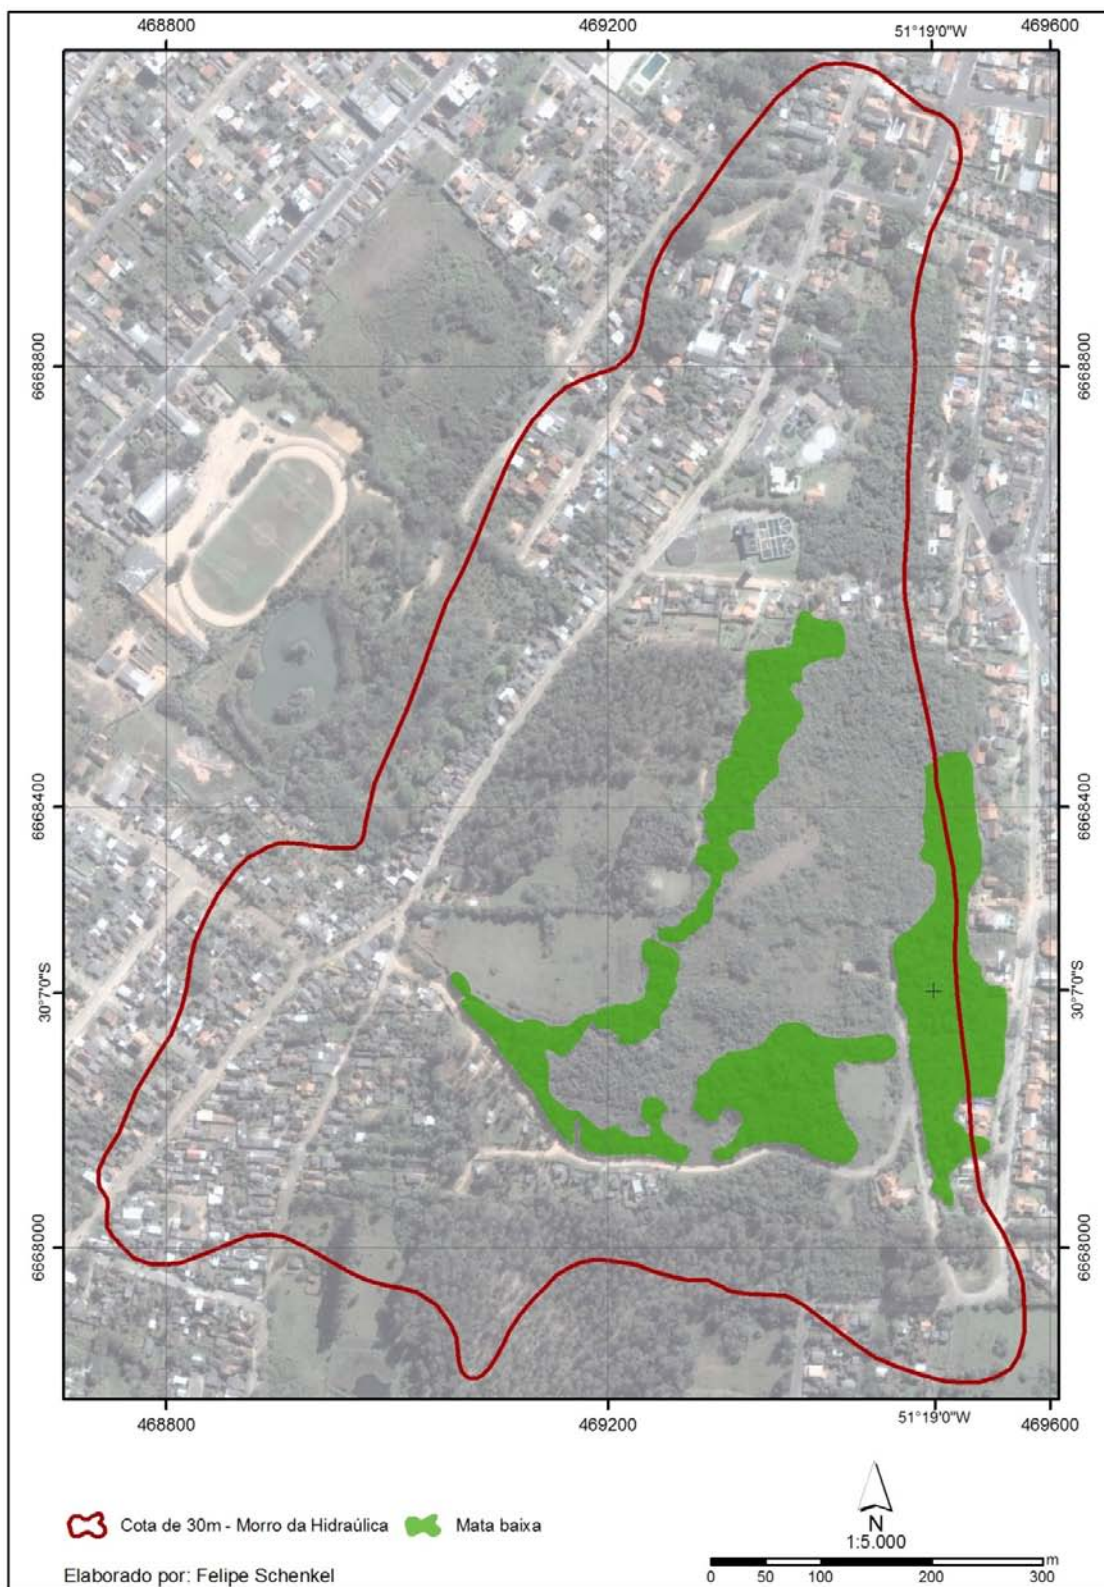 468800 469200 51°19'0"W 469600
6668800 6668800
6668400 6668400
30°7'0"S 30°7'0"S
6668000 6668000
468800 469200 51°19'0"W 469600
Cota de 30m - Morro da Hidraúlica Mata baixa
N
1:5.000
Elaborado por: Felipe Schenkel
m
0 50 100 200 300